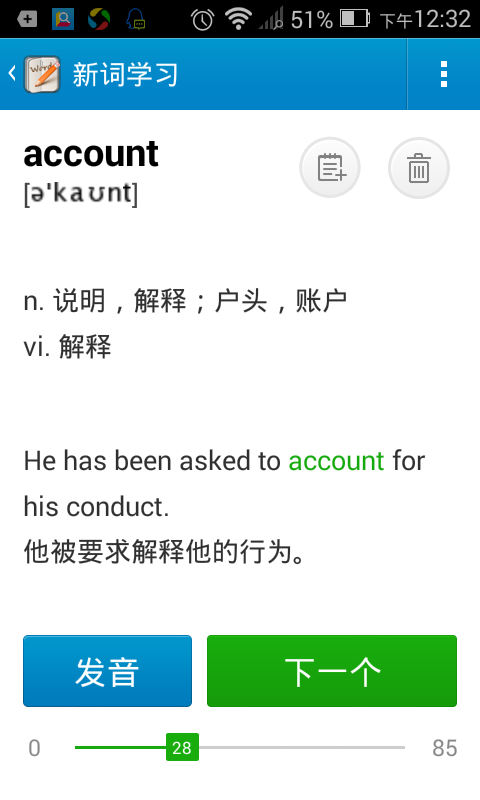 51% 下午12:32
Words
新词学习
account
[ə'kaʊnt]
n. 说明，解释；户头，账户
vi. 解释
He has been asked to account for
his conduct.
他被要求解释他的行为。
发音 下一个
0 28 85